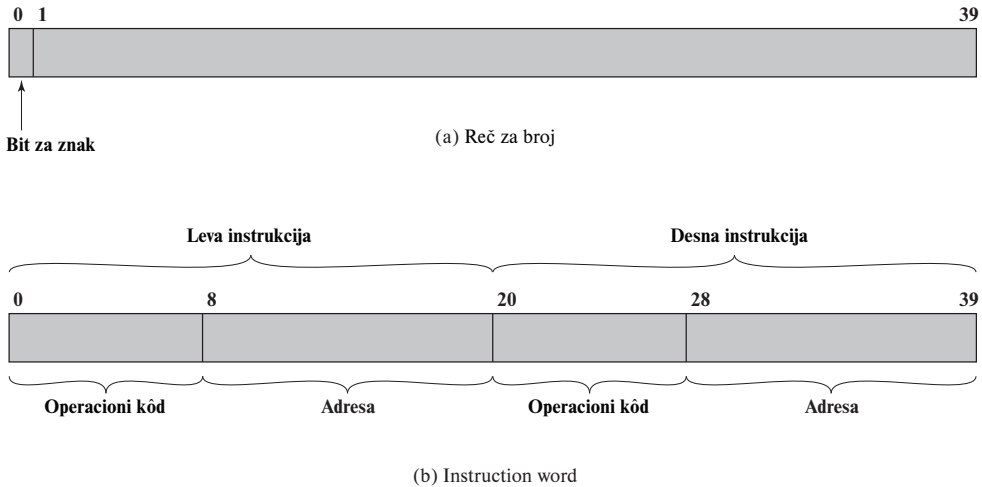 0 1 39
Bit za znak
(a) Reč za broj
Leva instrukcija Desna instrukcija
0 8 20 28 39
Operacioni kôd Adresa Operacioni kôd Adresa
(b) Instruction word